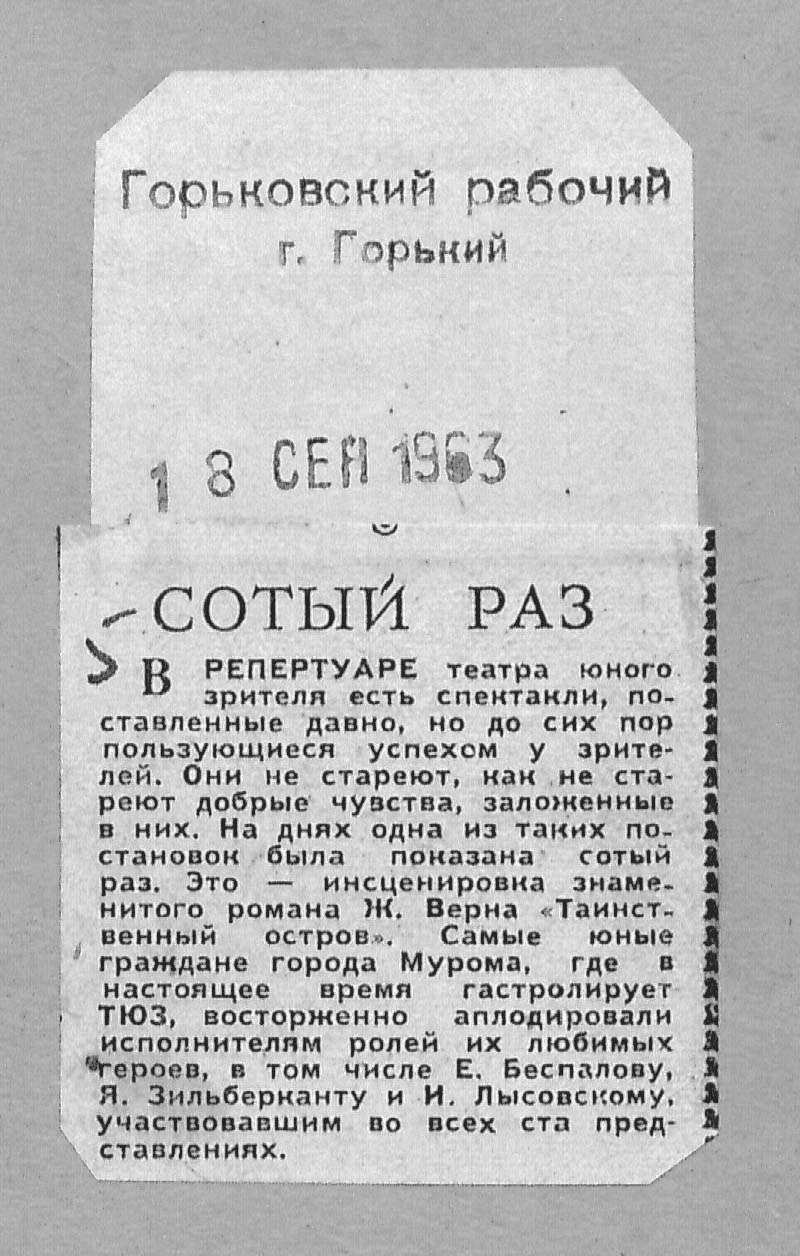 Горьковский рабочий
г. Горький
18 СЕН 1963
СОТЫЙ РАЗ
В РЕПЕРТУАРЕ театра юного
зрителя есть спектакли, по-
ставленные давно, но до сих пор
пользующиеся успехом у зрите-
лей. Они не стареют, как не ста-
реют добрые чувства, заложенные
в них. На днях одна из таких по-
становок была показана сотый
раз. Это — инсценировка знаме-
нитого романа Ж. Верна «Таинст-
венный остров». Самые юные
граждане города Мурома, где в
настоящее время гастролирует
ТЮЗ, восторженно аплодировали
исполнителям ролей их любимых
героев, в том числе Е. Беспалову,
Я. Зильберканту и И. Лысовскому,
участвовавшим во всех ста пред-
ставлениях.